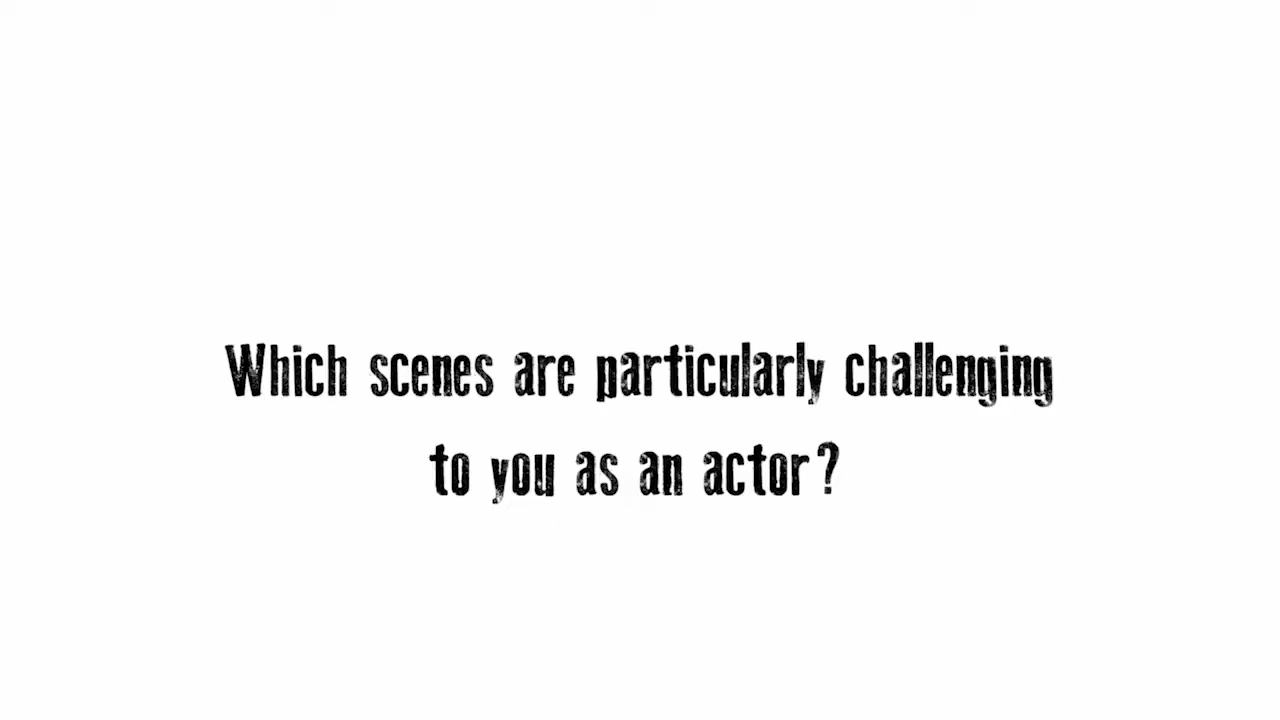 Which scenes are particularly challenging
to you as an actor?